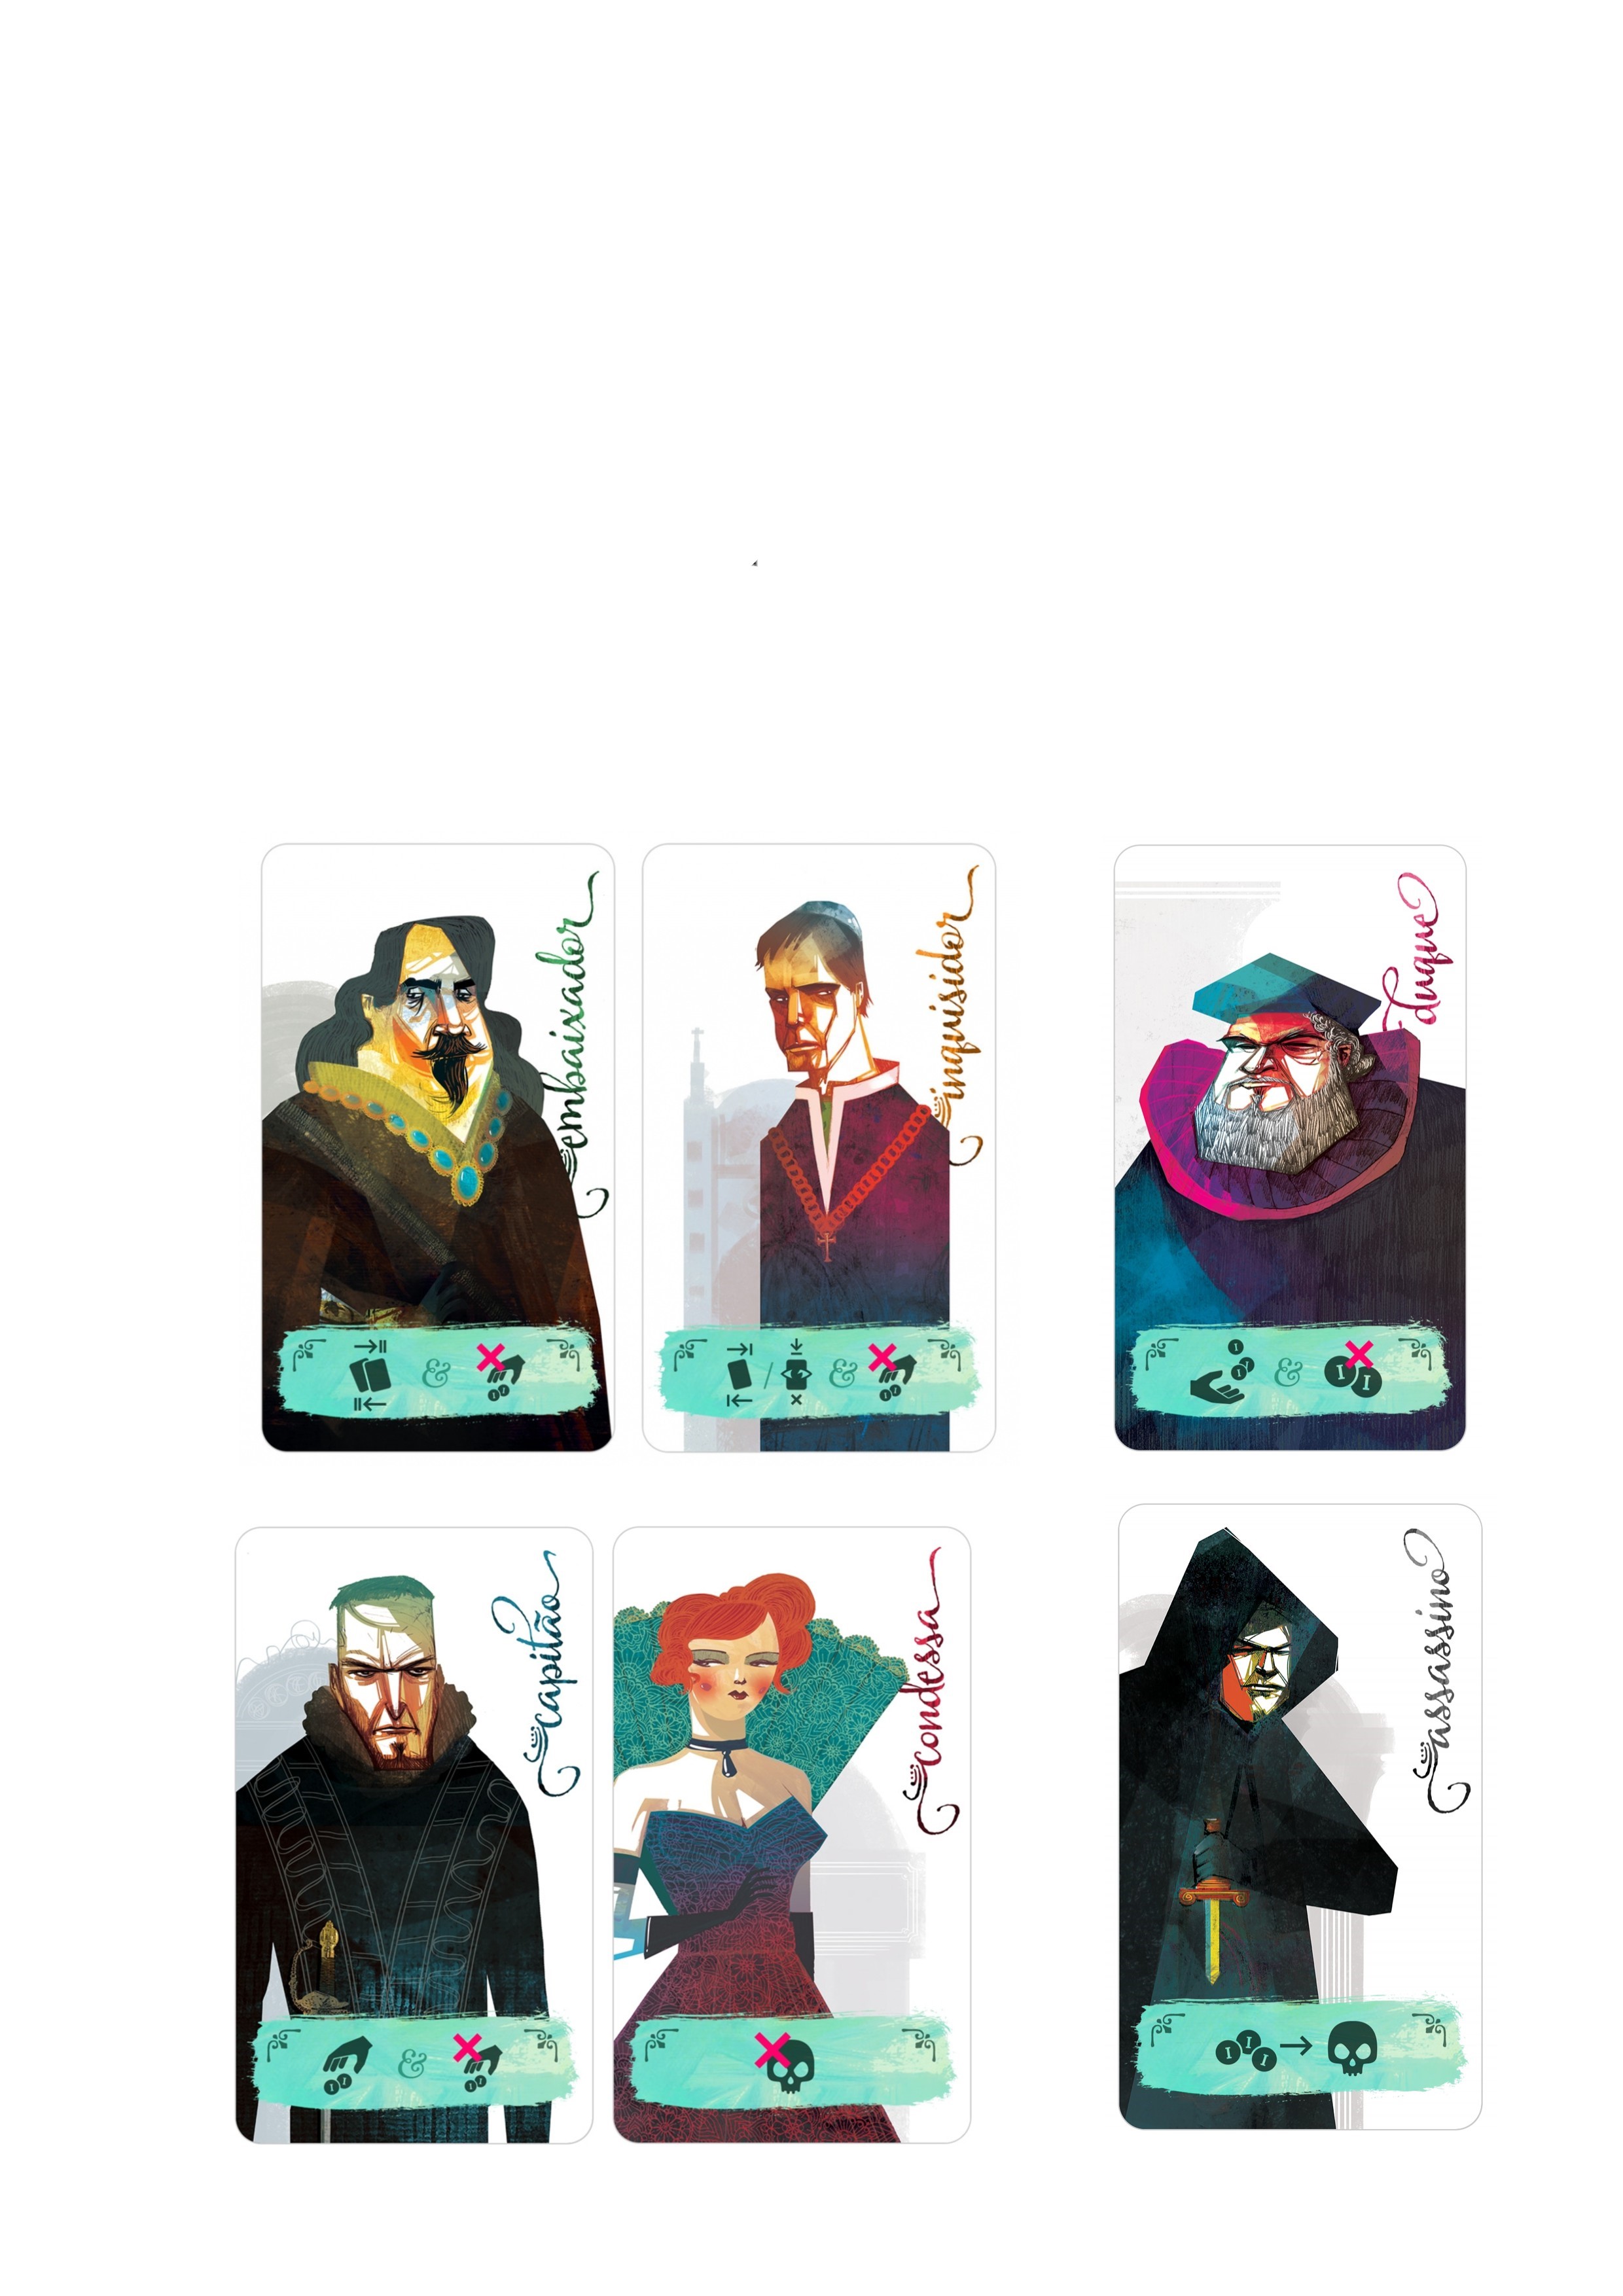 embaixador
inquisidor
duque
&
&
&
I I
I I
I I I
I I
capitão
condessa
assassino
&
I I
I I
I I I